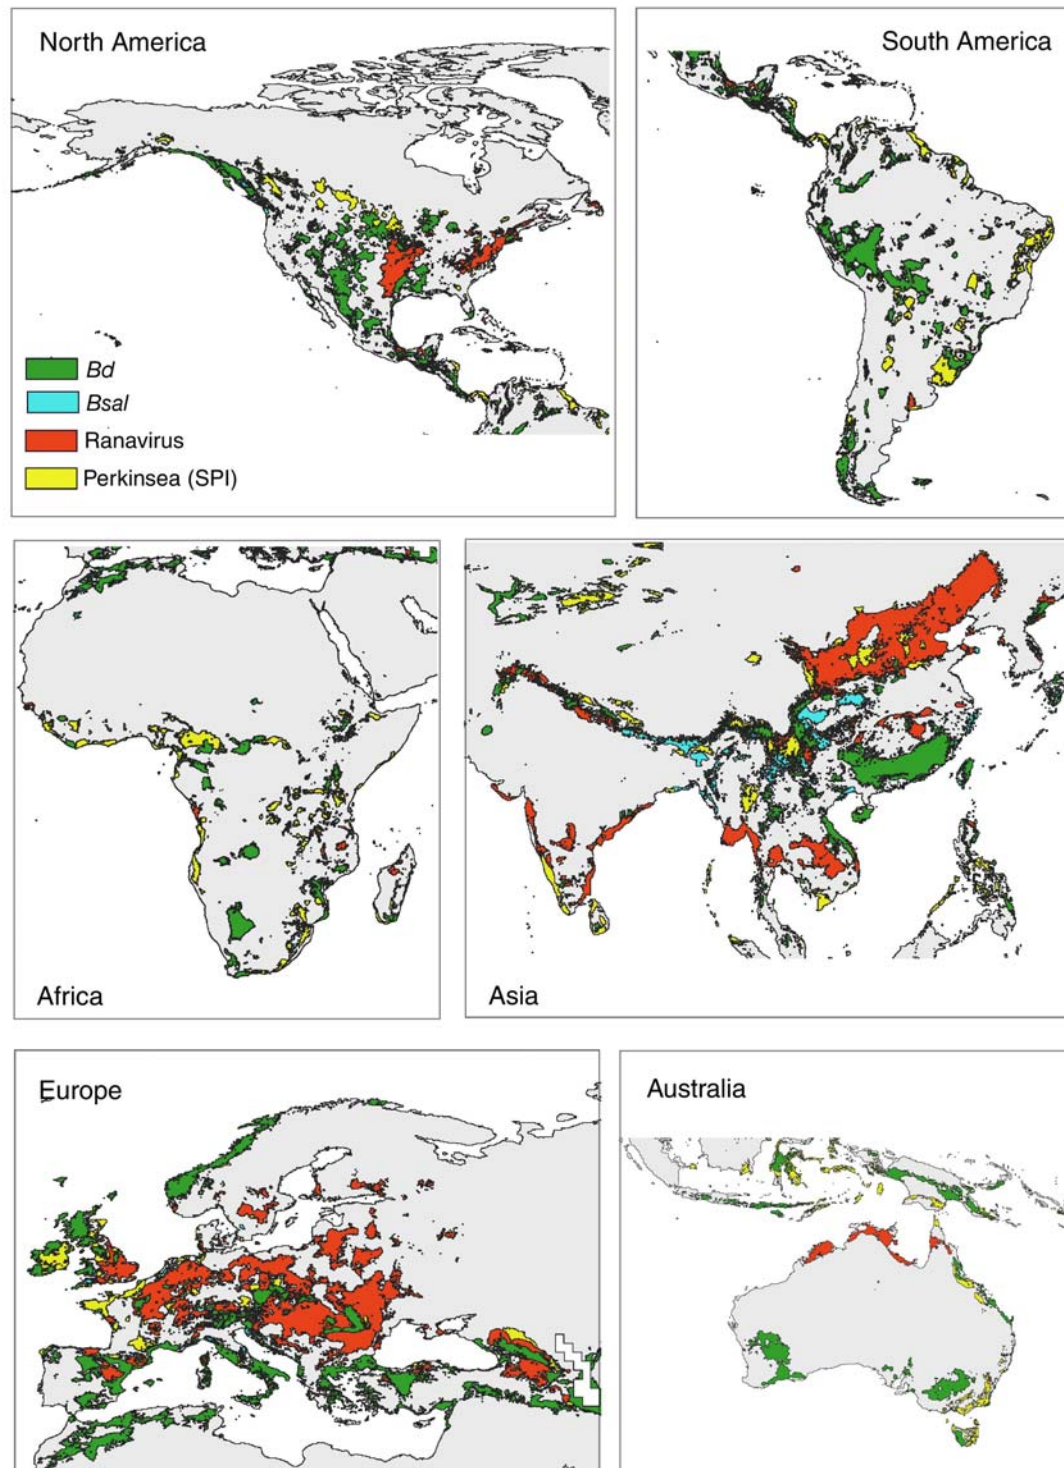 North America
South America
Bd
Bsal
Ranavirus
Perkinsea (SPI)
Africa
Asia
Europe
Australia